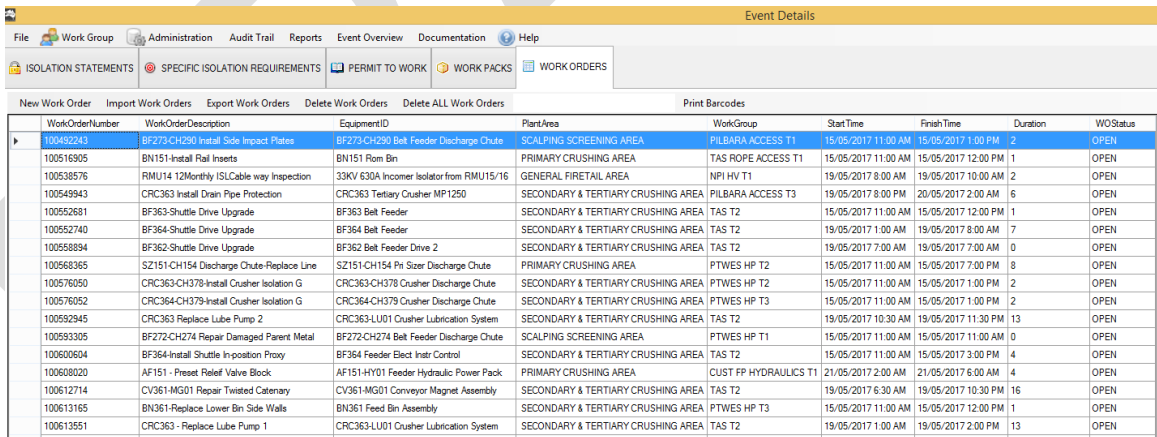 Event Details
File Work Group Administration Audit Trail Reports Event Overview Documentation Help
ISOLATION STATEMENTS SPECIFIC ISOLATION REQUIREMENTS PERMIT TO WORK WORK PACKS WORK ORDERS
New Work Order Import Work Orders Export Work Orders Delete Work Orders Delete ALL Work Orders Print Barcodes
WorkOrderNumber WorkOrderDescription EquipmentID PlantArea WorkGroup StartTime FinishTime Duration WOStatus
100492243 BF273-CH290 Install Side Impact Plates BF273-CH290 Belt Feeder Discharge Chute SCALPING SCREENING AREA PILBARA ACCESS T1 15/05/2017 11:00 AM 15/05/2017 1:00 PM 2 OPEN
100516905 BN151-Install Rail Inserts BN151 Rom Bin PRIMARY CRUSHING AREA TAS ROPE ACCESS T1 15/05/2017 11:00 AM 15/05/2017 12:00 PM 1 OPEN
100538576 RMU14 12Monthly ISLCable way Inspection 33KV 630A Incomer Isolator from RMU15/16 GENERAL FIRETAIL AREA NPI HV T1 19/05/2017 8:00 AM 19/05/2017 10:00 AM 2 OPEN
100549943 CRC363 Install Drain Pipe Protection CRC363 Tertiary Crusher MP1250 SECONDARY & TERTIARY CRUSHING AREA PILBARA ACCESS T3 19/05/2017 8:00 PM 20/05/2017 2:00 AM 6 OPEN
100552681 BF363-Shuttle Drive Upgrade BF363 Belt Feeder SECONDARY & TERTIARY CRUSHING AREA TAS T2 15/05/2017 11:00 AM 15/05/2017 12:00 PM 1 OPEN
100552740 BF364-Shuttle Drive Upgrade BF364 Belt Feeder SECONDARY & TERTIARY CRUSHING AREA TAS T2 19/05/2017 1:00 AM 19/05/2017 8:00 AM 7 OPEN
100558894 BF362-Shuttle Drive Upgrade BF362 Belt Feeder Drive 2 SECONDARY & TERTIARY CRUSHING AREA TAS T2 19/05/2017 7:00 AM 19/05/2017 7:00 AM 0 OPEN
100568365 SZ151-CH154 Discharge Chute-Replace Line SZ151-CH154 Pri Sizer Discharge Chute PRIMARY CRUSHING AREA PTWES HP T2 15/05/2017 11:00 AM 15/05/2017 7:00 PM 8 OPEN
100576050 CRC363-CH378-Install Crusher Isolation G CRC363-CH378 Crusher Discharge Chute SECONDARY & TERTIARY CRUSHING AREA PTWES HP T2 15/05/2017 11:00 AM 15/05/2017 1:00 PM 2 OPEN
100576052 CRC364-CH379-Install Crusher Isolation G CRC364-CH379 Crusher Discharge Chute SECONDARY & TERTIARY CRUSHING AREA PTWES HP T3 15/05/2017 11:00 AM 15/05/2017 1:00 PM 2 OPEN
100592945 CRC363 Replace Lube Pump 2 CRC363-LU01 Crusher Lubrication System SECONDARY & TERTIARY CRUSHING AREA TAS T2 19/05/2017 10:30 AM 19/05/2017 11:30 PM 13 OPEN
100593305 BF272-CH274 Repair Damaged Parent Metal BF272-CH274 Belt Feeder Discharge Chute SCALPING SCREENING AREA PTWES HP T1 15/05/2017 11:00 AM 15/05/2017 11:00 AM 0 OPEN
100600604 BF364-Install Shuttle In-position Proxy BF364 Feeder Elect Instr Control SECONDARY & TERTIARY CRUSHING AREA TAS T2 15/05/2017 11:00 AM 15/05/2017 3:00 PM 4 OPEN
100608020 AF151 - Preset Releif Valve Block AF151-HY01 Feeder Hydraulic Power Pack PRIMARY CRUSHING AREA CUST FP HYDRAULICS T1 21/05/2017 2:00 AM 21/05/2017 6:00 AM 4 OPEN
100612714 CV361-MG01 Repair Twisted Catenary CV361-MG01 Conveyor Magnet Assembly SECONDARY & TERTIARY CRUSHING AREA TAS T2 19/05/2017 6:30 AM 19/05/2017 10:30 PM 16 OPEN
100613165 BN361-Replace Lower Bin Side Walls BN361 Feed Bin Assembly SECONDARY & TERTIARY CRUSHING AREA PTWES HP T3 15/05/2017 11:00 AM 15/05/2017 12:00 PM 1 OPEN
100613551 CRC363 - Replace Lube Pump 1 CRC363-LU01 Crusher Lubrication System SECONDARY & TERTIARY CRUSHING AREA TAS T2 19/05/2017 1:00 AM 19/05/2017 2:00 PM 13 OPEN